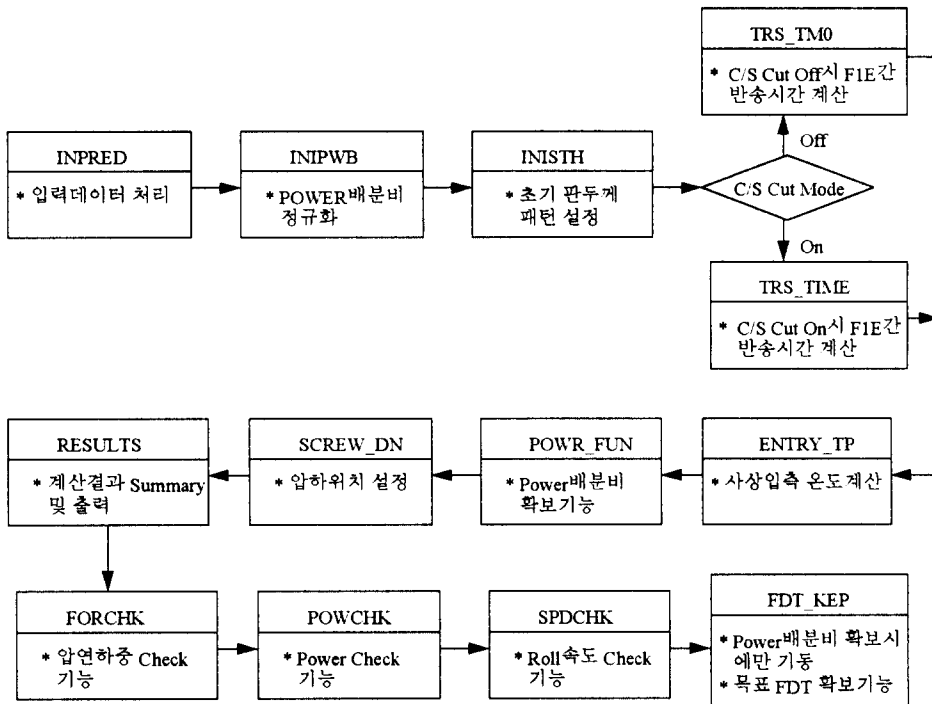 TRS_TM0
* C/S Cut Off시 F1E간
반송시간 계산
Off
INPRED
* 입력데이터 처리
INIPWB
* POWER배분비
정규화
INISTH
* 초기 판두께
패턴 설정
C/S Cut Mode
On
TRS_TIME
* C/S Cut On시 F1E간
반송시간 계산
RESULTS
* 계산결과 Summary
및 출력
SCREW_DN
* 압하위치 설정
POWR_FUN
* Power배분비
확보기능
ENTRY_TP
* 사상입측 온도계산
FORCHK
* 압연하중 Check
기능
POWCHK
* Power Check
기능
SPDCHK
* Roll속도 Check
기능
FDT_KEP
* Power배분비 확보시
에만 기동
* 목표 FDT 확보기능